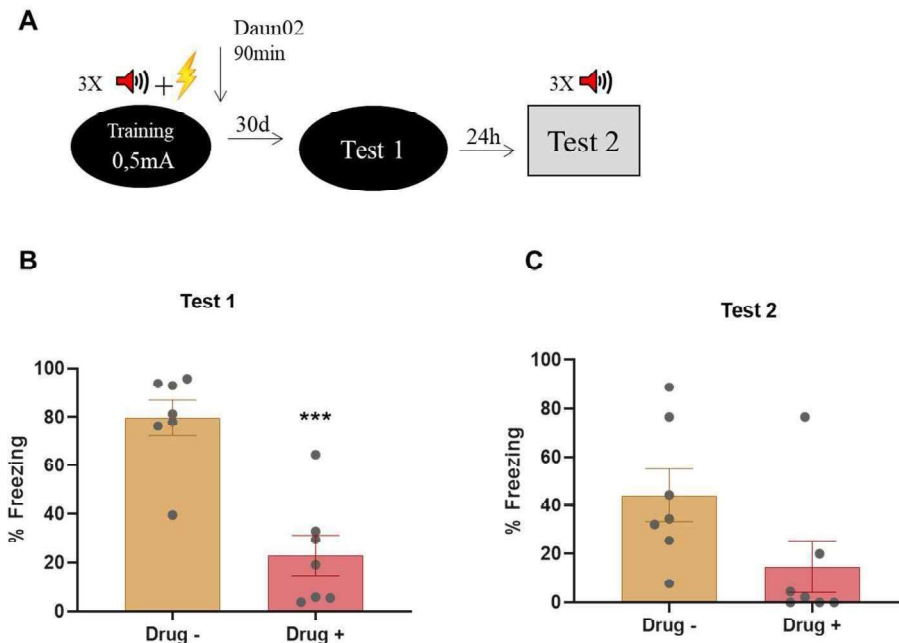 A
Daun02
90min
3X + 3X
Training
0,5mA
30d
Test 1
24h
Test 2
B
C
Test 1
Test 2
% Freezing
100
80
60
40
20
0
***
Drug - Drug +
% Freezing
100
80
60
40
20
0
Drug - Drug +